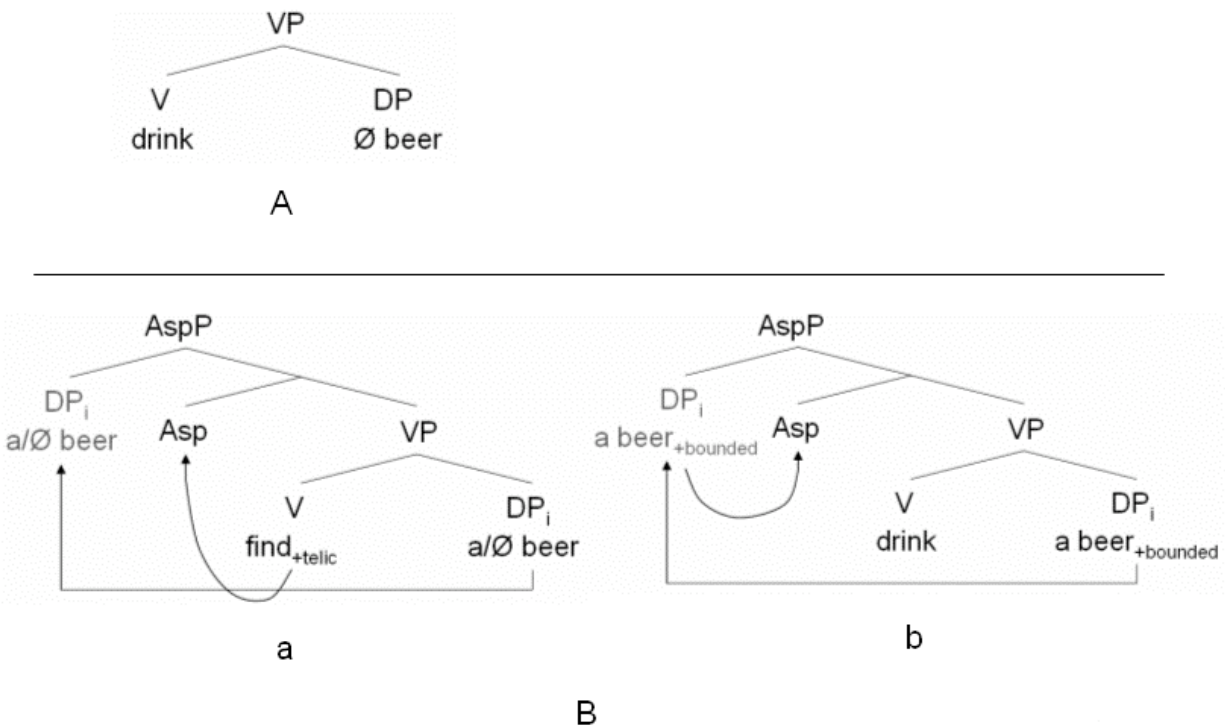 VP
V DP
drink Ø beer
A
AspP
DPi
a/Ø beer
Asp VP
V DPi
find+telic a/Ø beer
a
AspP
DPi
a beer+bounded
Asp VP
V DPi
drink a beer+bounded
b
B